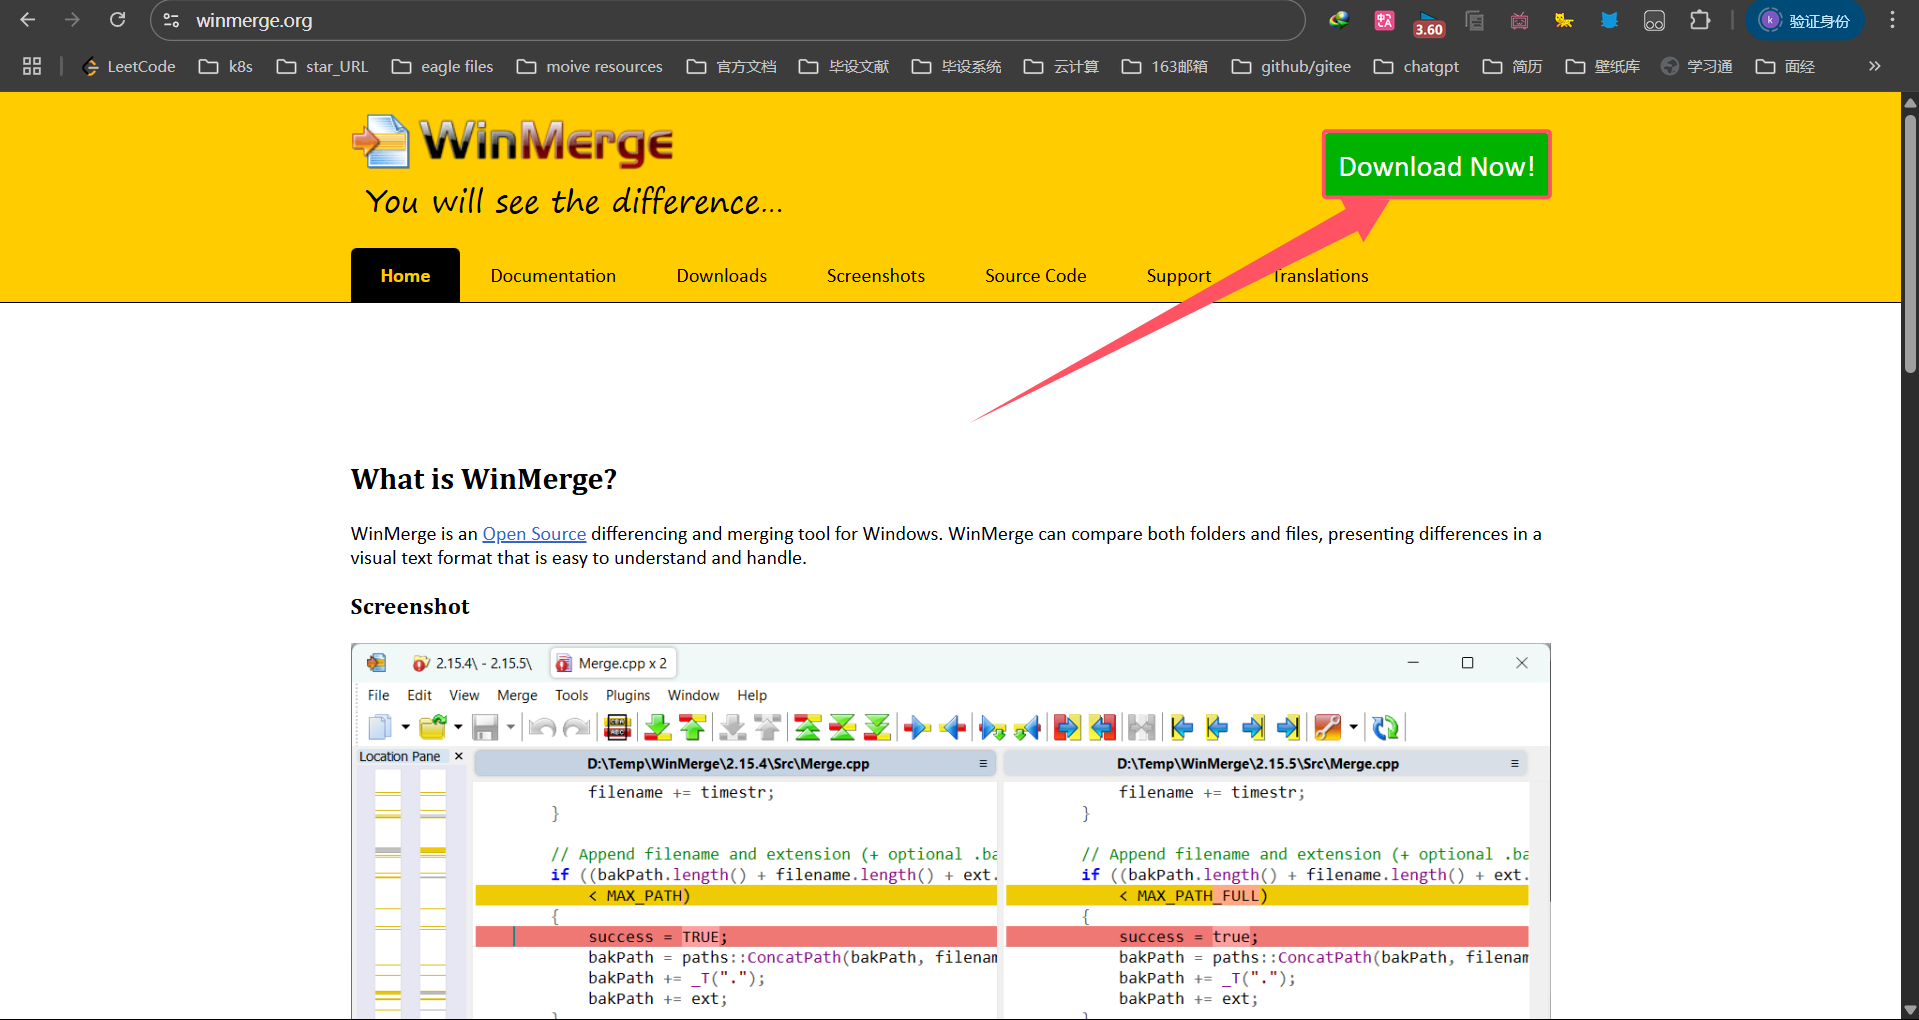 winmerge.org
3.60
k
验证身份
LeetCode
k8s
star_URL
eagle files
moive resources
官方文档
毕设文献
毕设系统
云计算
163邮箱
github/gitee
chatgpt
简历
壁纸库
学习通
面经
WinMerge
You will see the difference...
Download Now!
Home
Documentation
Downloads
Screenshots
Source Code
Support
Translations
What is WinMerge?
WinMerge is an Open Source differencing and merging tool for Windows. WinMerge can compare both folders and files, presenting differences in a
visual text format that is easy to understand and handle.
Screenshot
2.15.4\ - 2.15.5\
Merge.cpp x 2
File Edit View Merge Tools Plugins Window Help
Location Pane
D:\Temp\WinMerge\2.15.4\Src\Merge.cpp
filename += timestr;
}
// Append filename and extension (+ optional .ba
if ((bakPath.length() + filename.length() + ext.
< MAX_PATH)
{
success = TRUE;
bakPath = paths::ConcatPath(bakPath, filenam
bakPath += _T(".");
bakPath += ext;
D:\Temp\WinMerge\2.15.5\Src\Merge.cpp
filename += timestr;
}
// Append filename and extension (+ optional .ba
if ((bakPath.length() + filename.length() + ext.
< MAX_PATH_FULL)
{
success = true;
bakPath = paths::ConcatPath(bakPath, filenam
bakPath += _T(".");
bakPath += ext;